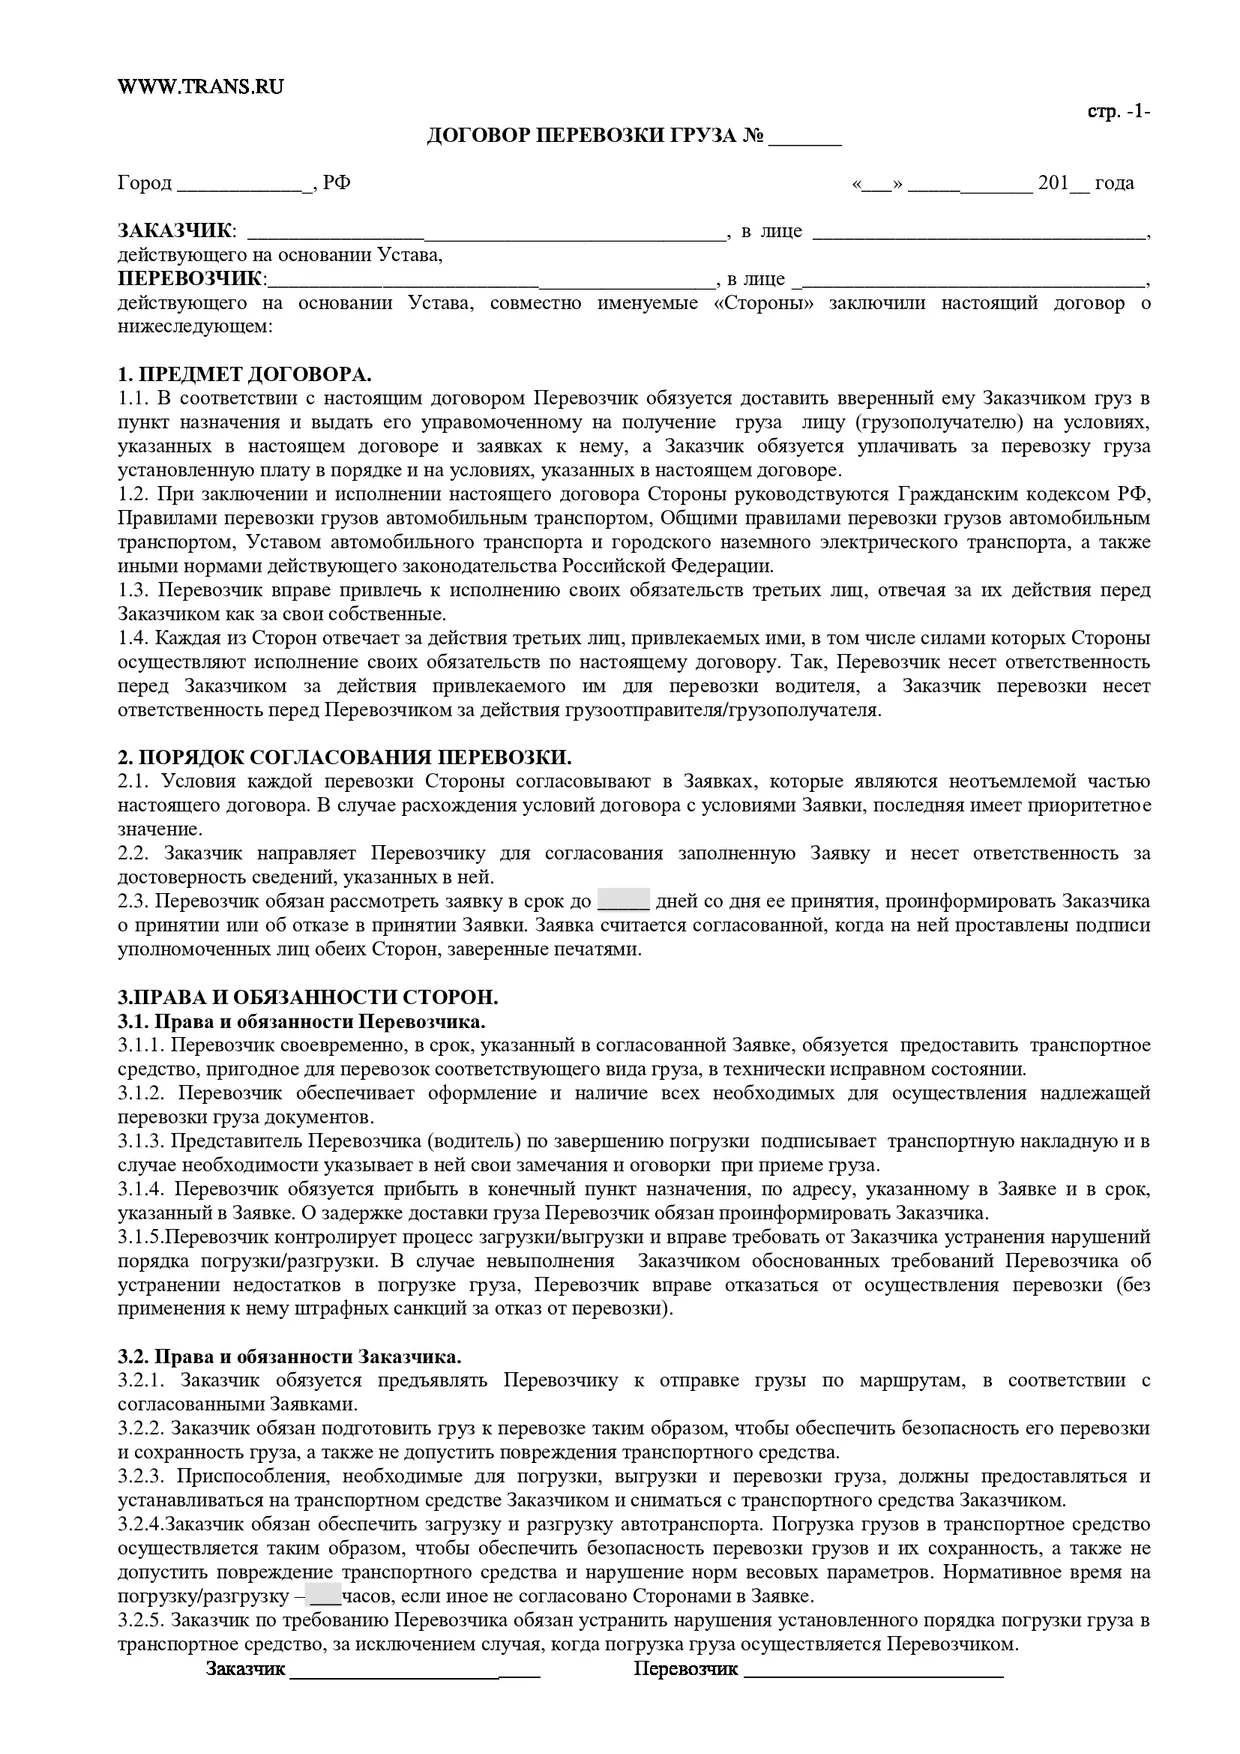 WWW.TRANS.RU
стр. -1-
ДОГОВОР ПЕРЕВОЗКИ ГРУЗА № _______
Город _____________, РФ «___» ____________ 201__ года
ЗАКАЗЧИК: ______________________________________________, в лице ________________________________,
действующего на основании Устава,
ПЕРЕВОЗЧИК:___________________________________________, в лице __________________________________,
действующего на основании Устава, совместно именуемые «Стороны» заключили настоящий договор о
нижеследующем:
1. ПРЕДМЕТ ДОГОВОРА.
1.1. В соответствии с настоящим договором Перевозчик обязуется доставить вверенный ему Заказчиком груз в
пункт назначения и выдать его управомоченному на получение груза лицу (грузополучателю) на условиях,
указанных в настоящем договоре и заявках к нему, а Заказчик обязуется уплачивать за перевозку груза
установленную плату в порядке и на условиях, указанных в настоящем договоре.
1.2. При заключении и исполнении настоящего договора Стороны руководствуются Гражданским кодексом РФ,
Правилами перевозки грузов автомобильным транспортом, Общими правилами перевозки грузов автомобильным
транспортом, Уставом автомобильного транспорта и городского наземного электрического транспорта, а также
иными нормами действующего законодательства Российской Федерации.
1.3. Перевозчик вправе привлечь к исполнению своих обязательств третьих лиц, отвечая за их действия перед
Заказчиком как за свои собственные.
1.4. Каждая из Сторон отвечает за действия третьих лиц, привлекаемых ими, в том числе силами которых Стороны
осуществляют исполнение своих обязательств по настоящему договору. Так, Перевозчик несет ответственность
перед Заказчиком за действия привлекаемого им для перевозки водителя, а Заказчик перевозки несет
ответственность перед Перевозчиком за действия грузоотправителя/грузополучателя.
2. ПОРЯДОК СОГЛАСОВАНИЯ ПЕРЕВОЗКИ.
2.1. Условия каждой перевозки Стороны согласовывают в Заявках, которые являются неотъемлемой частью
настоящего договора. В случае расхождения условий договора с условиями Заявки, последняя имеет приоритетное
значение.
2.2. Заказчик направляет Перевозчику для согласования заполненную Заявку и несет ответственность за
достоверность сведений, указанных в ней.
2.3. Перевозчик обязан рассмотреть заявку в срок до _____ дней со дня ее принятия, проинформировать Заказчика
о принятии или об отказе в принятии Заявки. Заявка считается согласованной, когда на ней проставлены подписи
уполномоченных лиц обеих Сторон, заверенные печатями.
3.ПРАВА И ОБЯЗАННОСТИ СТОРОН.
3.1. Права и обязанности Перевозчика.
3.1.1. Перевозчик своевременно, в срок, указанный в согласованной Заявке, обязуется предоставить транспортное
средство, пригодное для перевозок соответствующего вида груза, в технически исправном состоянии.
3.1.2. Перевозчик обеспечивает оформление и наличие всех необходимых для осуществления надлежащей
перевозки груза документов.
3.1.3. Представитель Перевозчика (водитель) по завершению погрузки подписывает транспортную накладную и в
случае необходимости указывает в ней свои замечания и оговорки при приеме груза.
3.1.4. Перевозчик обязуется прибыть в конечный пункт назначения, по адресу, указанному в Заявке и в срок,
указанный в Заявке. О задержке доставки груза Перевозчик обязан проинформировать Заказчика.
3.1.5.Перевозчик контролирует процесс загрузки/выгрузки и вправе требовать от Заказчика устранения нарушений
порядка погрузки/разгрузки. В случае невыполнения Заказчиком обоснованных требований Перевозчика об
устранении недостатков в погрузке груза, Перевозчик вправе отказаться от осуществления перевозки (без
применения к нему штрафных санкций за отказ от перевозки).
3.2. Права и обязанности Заказчика.
3.2.1. Заказчик обязуется предъявлять Перевозчику к отправке грузы по маршрутам, в соответствии с
согласованными Заявками.
3.2.2. Заказчик обязан подготовить груз к перевозке таким образом, чтобы обеспечить безопасность его перевозки
и сохранность груза, а также не допустить повреждения транспортного средства.
3.2.3. Приспособления, необходимые для погрузки, выгрузки и перевозки груза, должны предоставляться и
устанавливаться на транспортном средстве Заказчиком и сниматься с транспортного средства Заказчиком.
3.2.4.Заказчик обязан обеспечить загрузку и разгрузку автотранспорта. Погрузка грузов в транспортное средство
осуществляется таким образом, чтобы обеспечить безопасность перевозки грузов и их сохранность, а также не
допустить повреждение транспортного средства и нарушение норм весовых параметров. Нормативное время на
погрузку/разгрузку – ___часов, если иное не согласовано Сторонами в Заявке.
3.2.5. Заказчик по требованию Перевозчика обязан устранить нарушения установленного порядка погрузки груза в
транспортное средство, за исключением случая, когда погрузка груза осуществляется Перевозчиком.
Заказчик ________________________ Перевозчик _________________________